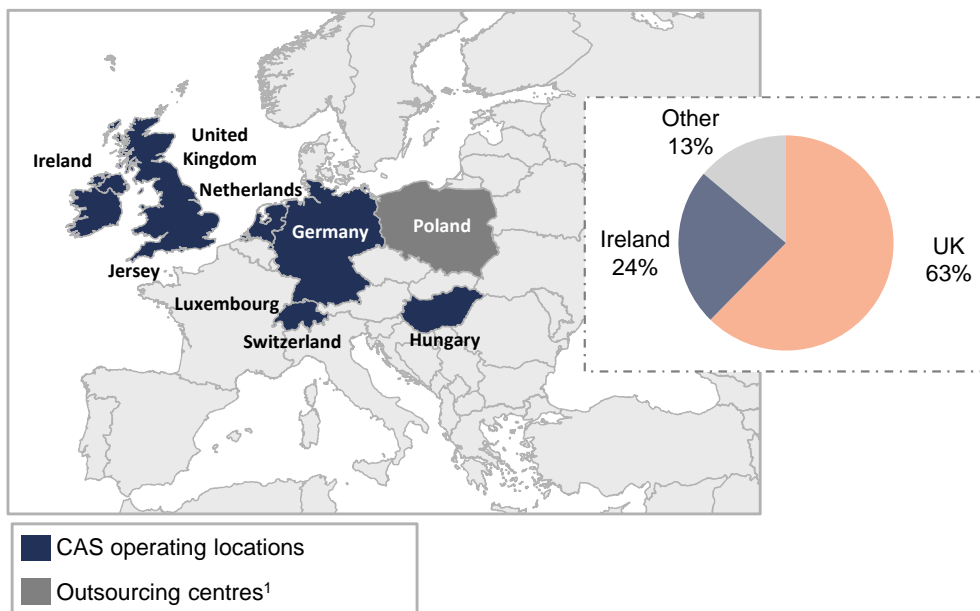 United
Kingdom
Ireland
Netherlands
Germany
Poland
Jersey
Luxembourg
Switzerland
Hungary
Other
13%
Ireland
24%
UK
63%
CAS operating locations
Outsourcing centres¹